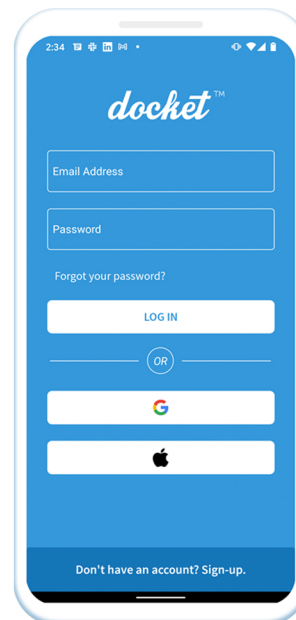 2:34
docket™
Email Address
Password
Forgot your password?
LOG IN
OR
Don't have an account? Sign-up.